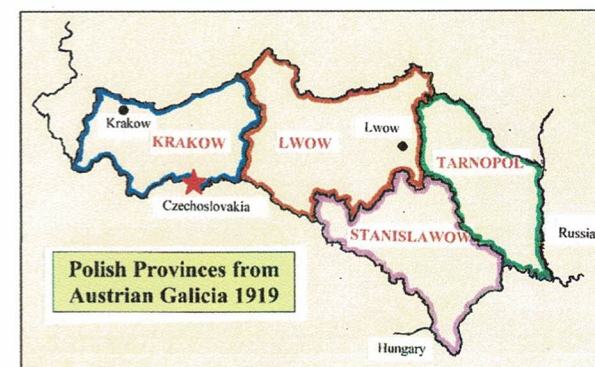 Krakow
KRAKOW
LWOW
Lwow
TARNOPOL
Czechoslovakia
STANISLAWOW
Russia
Polish Provinces from
Austrian Galicia 1919
Hungary